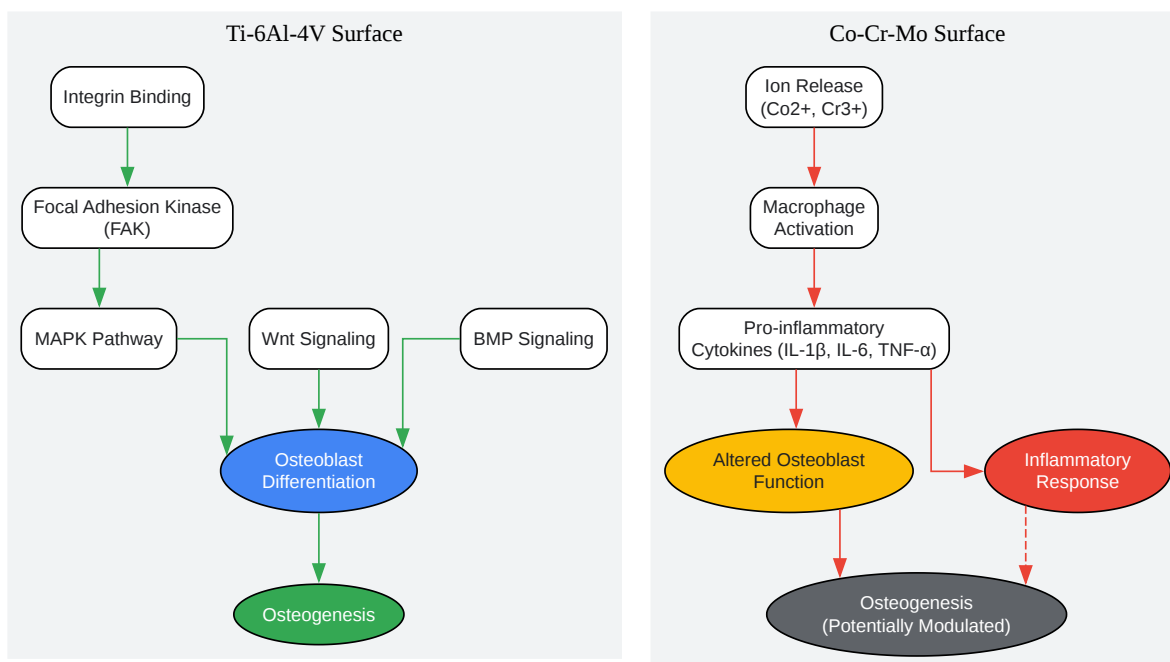 Ti-6Al-4V Surface
Integrin Binding
Focal Adhesion Kinase
(FAK)
MAPK Pathway
Wnt Signaling
BMP Signaling
Osteoblast
Differentiation
Osteogenesis
Co-Cr-Mo Surface
Ion Release
(Co2+, Cr3+)
Macrophage
Activation
Pro-inflammatory
Cytokines (IL-1β, IL-6, TNF-α)
Altered Osteoblast
Function
Inflammatory
Response
Osteogenesis
(Potentially Modulated)